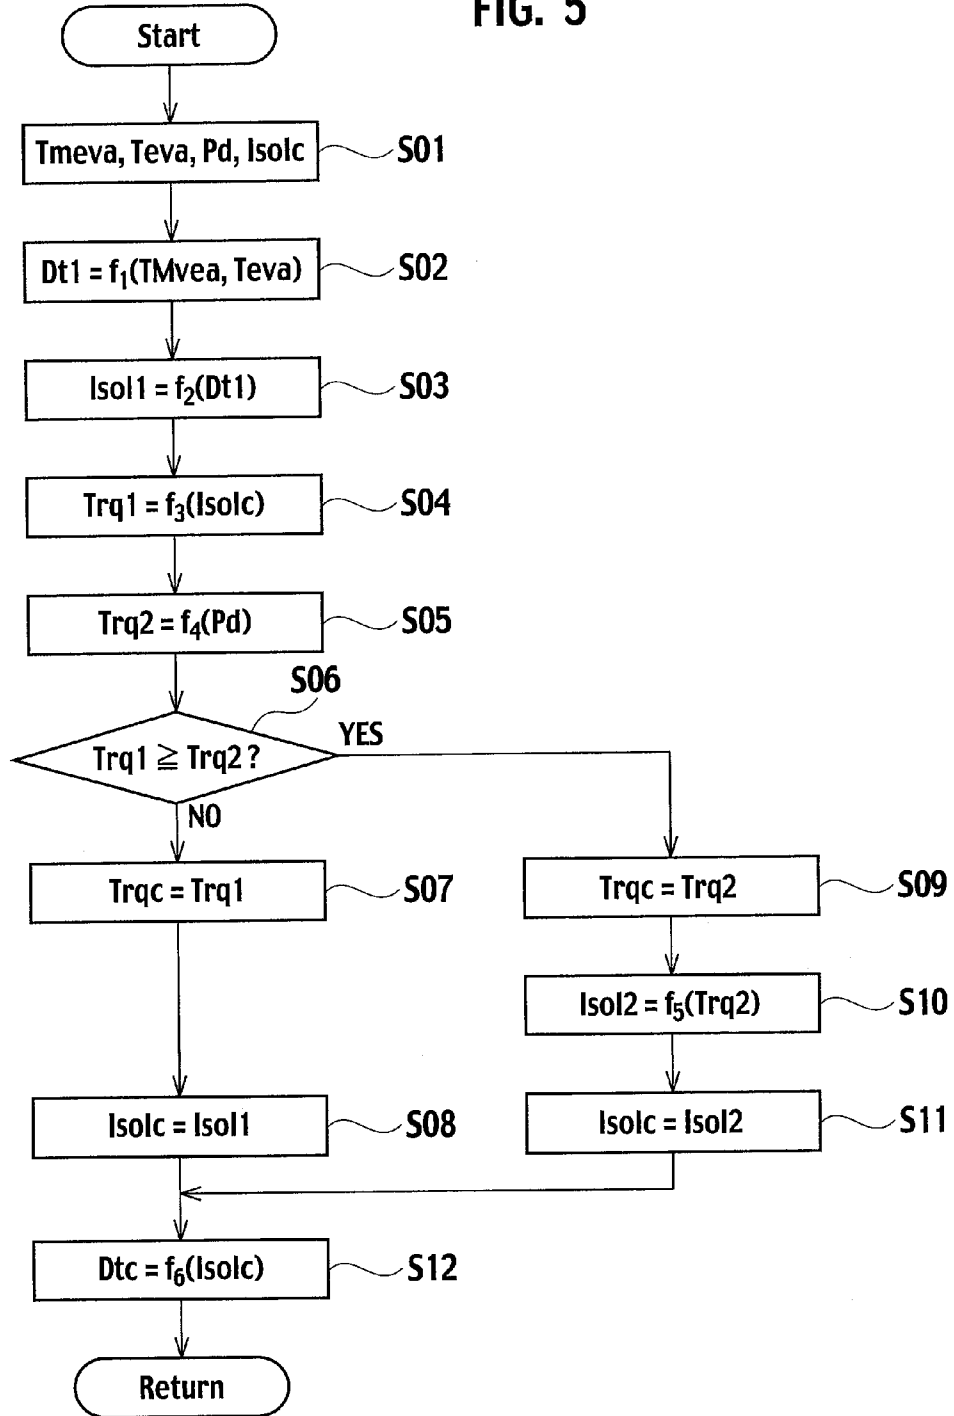 FIG. 5
Start
Tmeva, Teva, Pd, Isolc
S01
Dt1 = f1(TMvea, Teva)
S02
Isol1 = f2(Dt1)
S03
Trq1 = f3(Isolc)
S04
Trq2 = f4(Pd)
S05
S06
Trq1 ≧ Trq2 ?
YES
NO
Trqc = Trq1
S07
Trqc = Trq2
S09
Isol2 = f5(Trq2)
S10
Isolc = Isol1
S08
Isolc = Isol2
S11
Dtc = f6(Isolc)
S12
Return